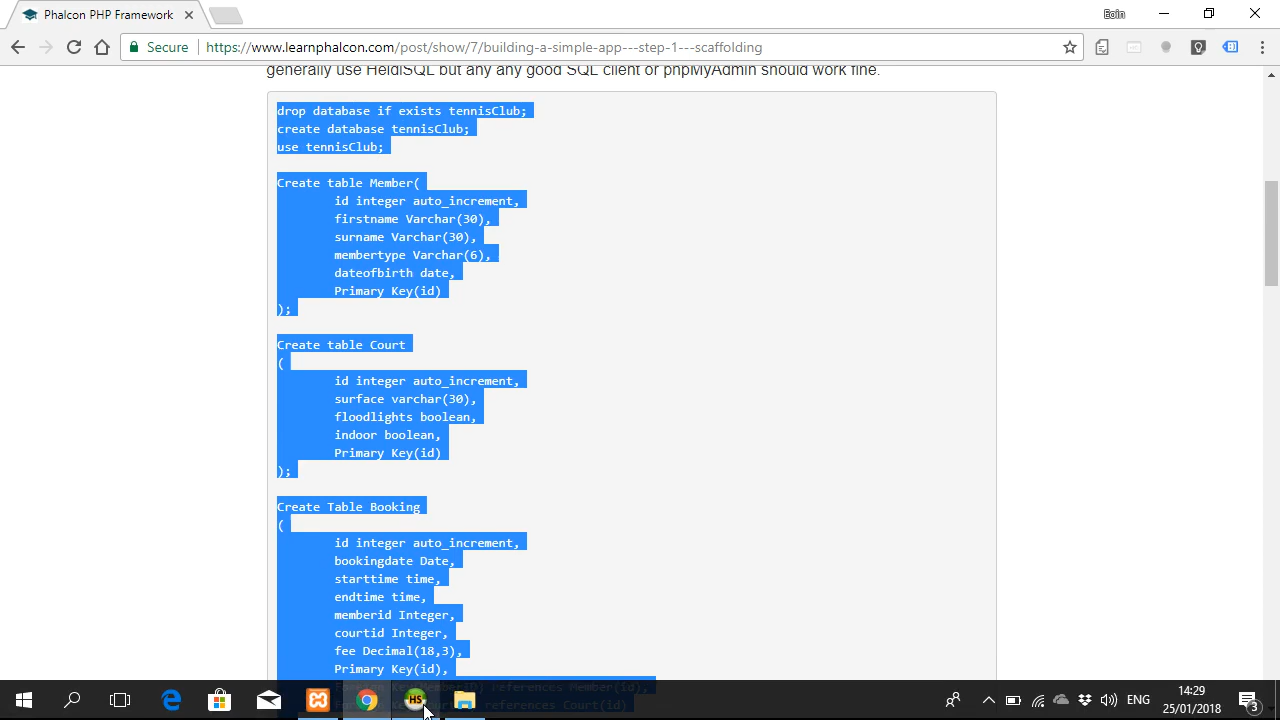 Phalcon PHP Framework
Eoin
Secure
https://www.learnphalcon.com/post/show/7/building-a-simple-app---step-1---scaffolding
generally use HeidiSQL but any any good SQL client or phpMyAdmin should work fine.
drop database if exists tennisClub;
create database tennisClub;
use tennisClub;
Create table Member(
id integer auto_increment,
firstname Varchar(30),
surname Varchar(30),
membertype Varchar(6),
dateofbirth date,
Primary Key(id)
);
Create table Court
(
id integer auto_increment,
surface varchar(30),
floodlights boolean,
indoor boolean,
Primary Key(id)
);
Create Table Booking
(
id integer auto_increment,
bookingdate Date,
starttime time,
endtime time,
memberid Integer,
courtid Integer,
fee Decimal(18,3),
Primary Key(id),
Foreign Key(MemberID) references Member(id),
references Court(id)
HS
ENG
14:29
25/01/2018
3